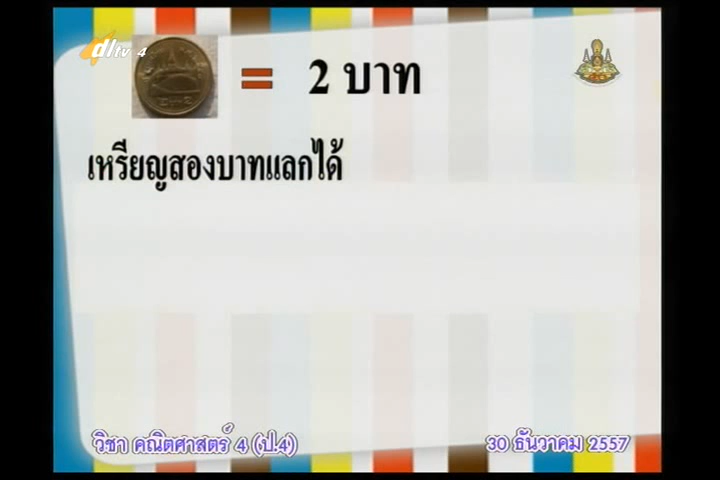 dltv 4
= 2 บาท
เหรียญสองบาทแลกได้
วิชา คณิตศาสตร์ 4 (ป.4)
30 ธันวาคม 2557